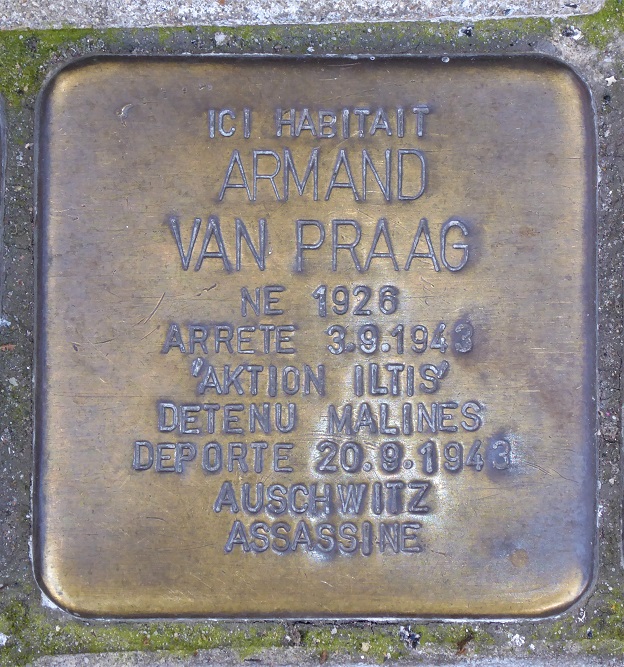 ICI HABITAIT
ARMAND
VAN PRAAG
NE 1926
ARRETE 3.9.1943
'AKTION ILTIS'
DETENU MALINES
DEPORTE 20.9.1943
AUSCHWITZ
ASSASSINE